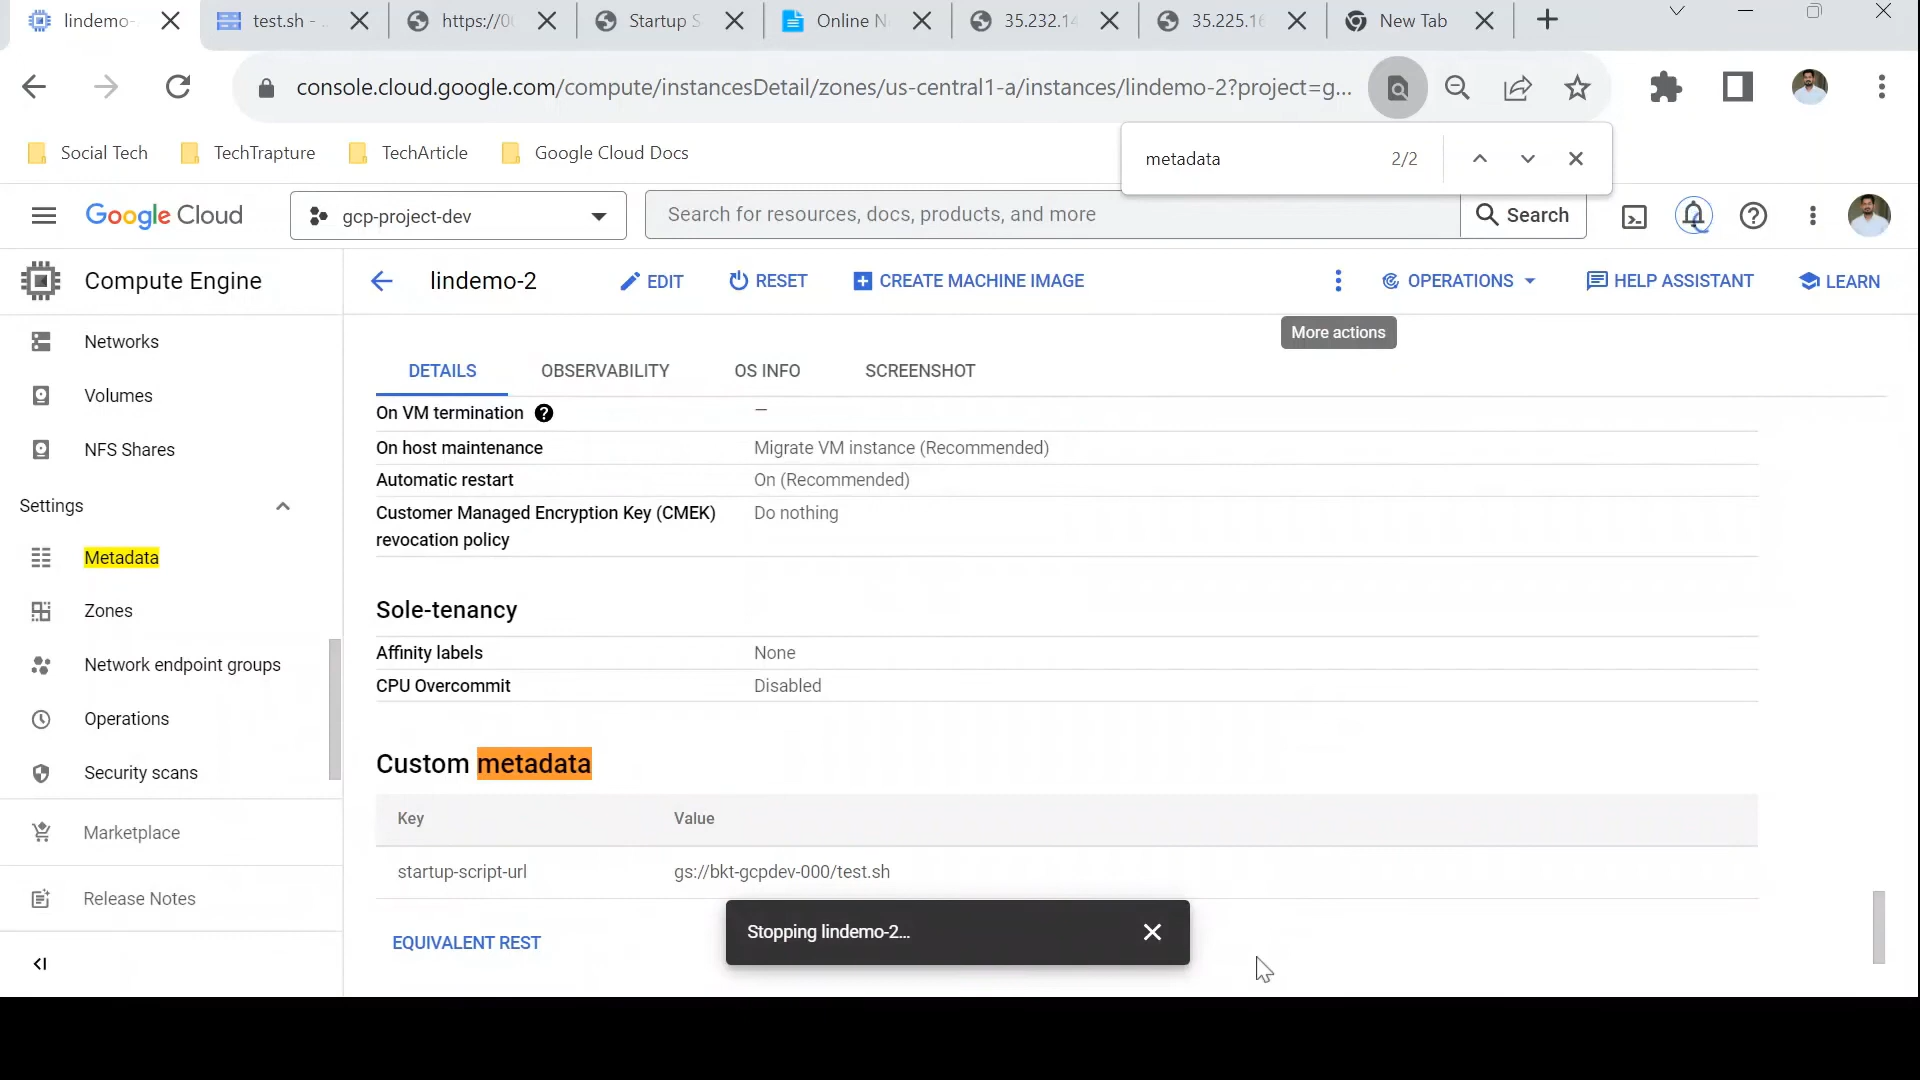 lindemo-
test.sh - 
https://0
Startup S
Online N
35.232.14
35.225.16
New Tab
console.cloud.google.com/compute/instancesDetail/zones/us-central1-a/instances/lindemo-2?project=g...
Social Tech
TechTrapture
TechArticle
Google Cloud Docs
metadata 2/2
Google Cloud
gcp-project-dev
Search for resources, docs, products, and more
Search
Compute Engine
lindemo-2
EDIT
RESET
CREATE MACHINE IMAGE
OPERATIONS
HELP ASSISTANT
LEARN
More actions
Networks
Volumes
NFS Shares
Settings
Metadata
Zones
Network endpoint groups
Operations
Security scans
Marketplace
Release Notes
DETAILS
OBSERVABILITY
OS INFO
SCREENSHOT
On VM termination —
On host maintenance Migrate VM instance (Recommended)
Automatic restart On (Recommended)
Customer Managed Encryption Key (CMEK) Do nothing
revocation policy
Sole-tenancy
Affinity labels None
CPU Overcommit Disabled
Custom metadata
Key Value
startup-script-url gs://bkt-gcpdev-000/test.sh
EQUIVALENT REST
Stopping lindemo-2...